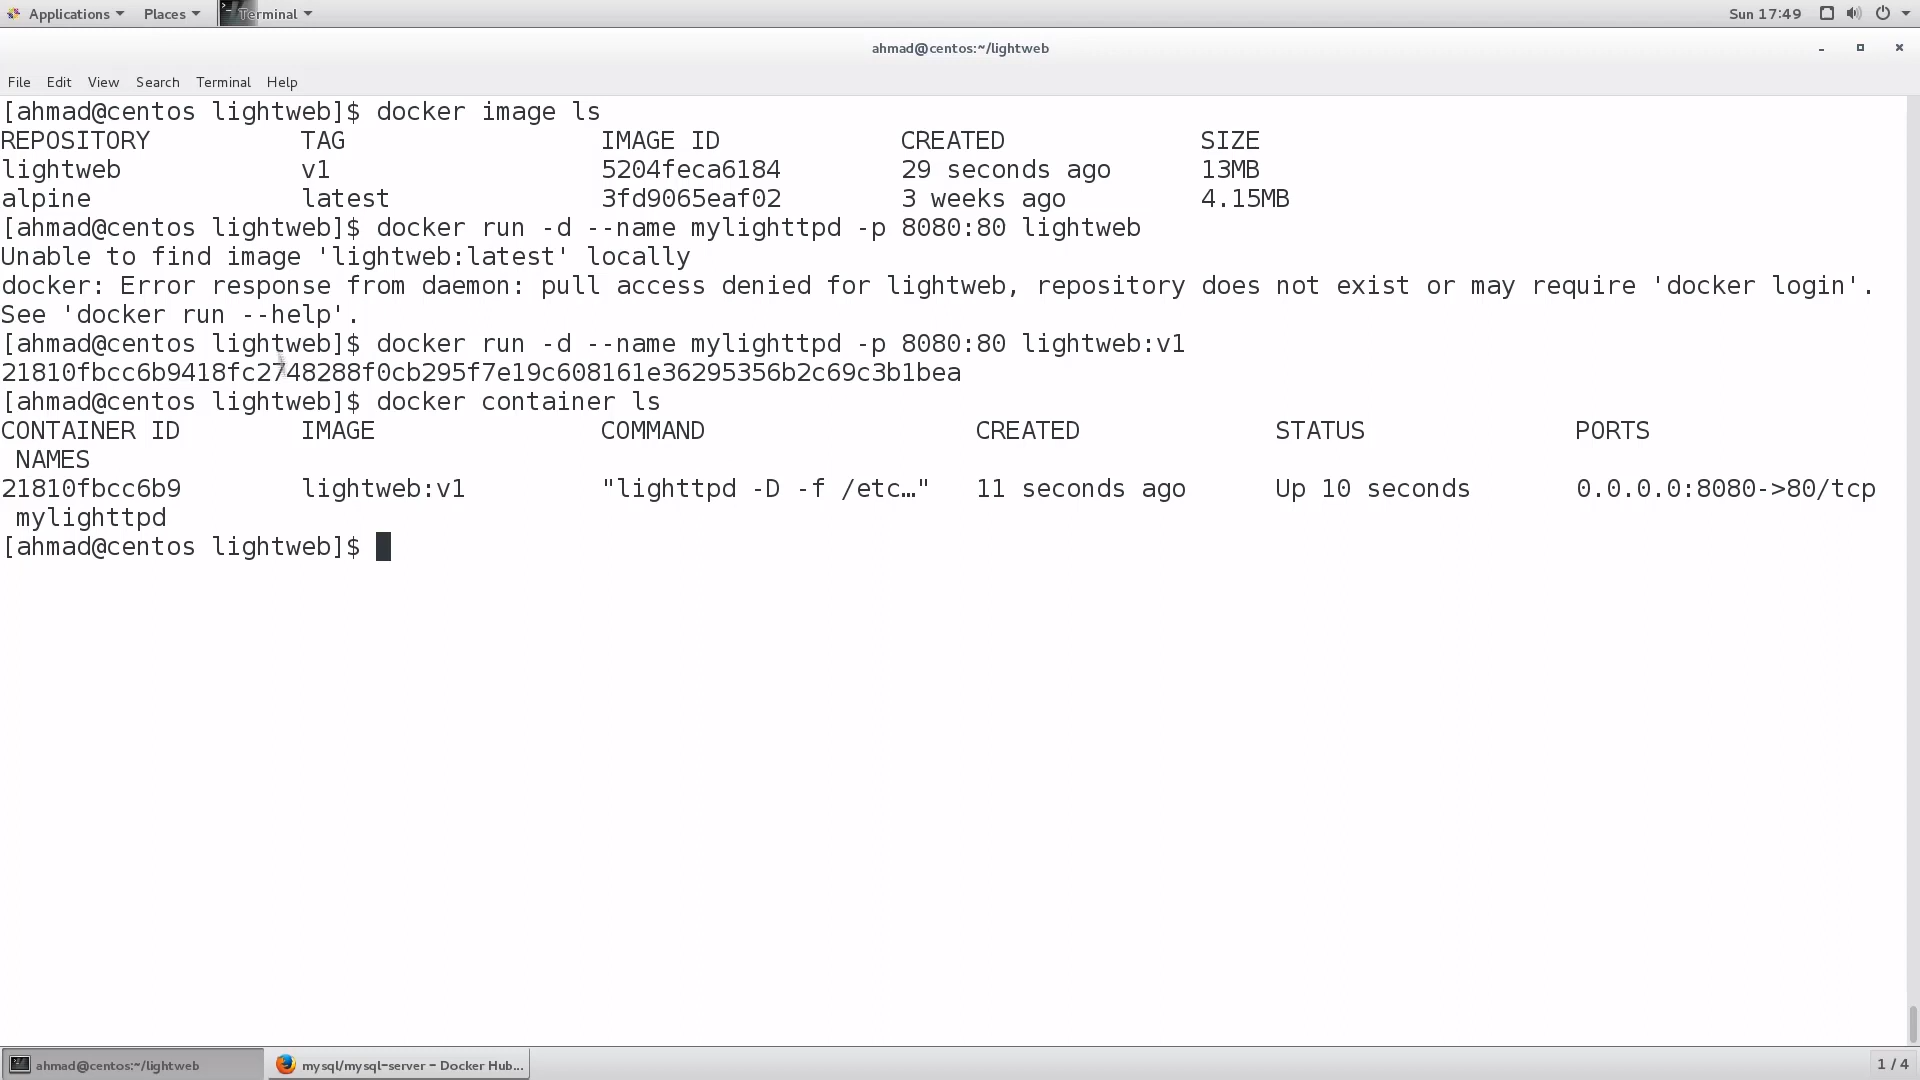 Applications Places Terminal Sun 17:49
ahmad@centos:~/lightweb
File Edit View Search Terminal Help
[ahmad@centos lightweb]$ docker image ls
REPOSITORY TAG IMAGE ID CREATED SIZE
lightweb v1 5204feca6184 29 seconds ago 13MB
alpine latest 3fd9065eaf02 3 weeks ago 4.15MB
[ahmad@centos lightweb]$ docker run -d --name mylighttpd -p 8080:80 lightweb
Unable to find image 'lightweb:latest' locally
docker: Error response from daemon: pull access denied for lightweb, repository does not exist or may require 'docker login'.
See 'docker run --help'.
[ahmad@centos lightweb]$ docker run -d --name mylighttpd -p 8080:80 lightweb:v1
21810fbcc6b9418fc2748288f0cb295f7e19c608161e36295356b2c69c3b1bea
[ahmad@centos lightweb]$ docker container ls
CONTAINER ID IMAGE COMMAND CREATED STATUS PORTS
NAMES
21810fbcc6b9 lightweb:v1 "lighttpd -D -f /etc…" 11 seconds ago Up 10 seconds 0.0.0.0:8080->80/tcp
mylighttpd
[ahmad@centos lightweb]$
ahmad@centos:~/lightweb mysql/mysql-server - Docker Hub... 1 / 4